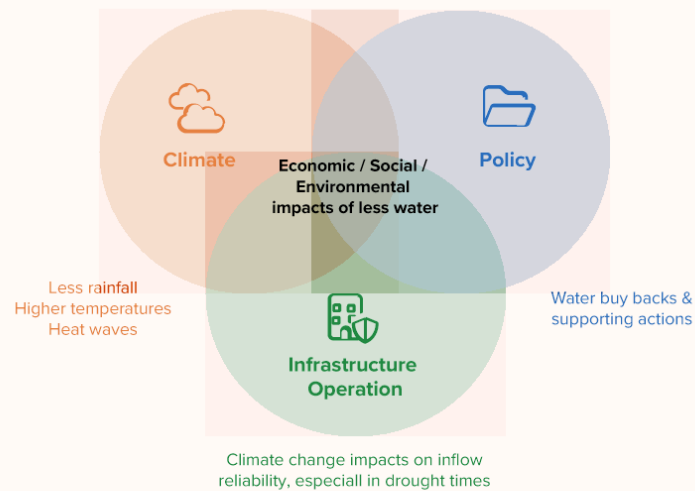 Climate
Policy
Economic / Social /
Environmental
impacts of less water
Less rainfall
Higher temperatures
Heat waves
Water buy backs &
supporting actions
Infrastructure
Operation
Climate change impacts on inflow
reliability, especiall in drought times